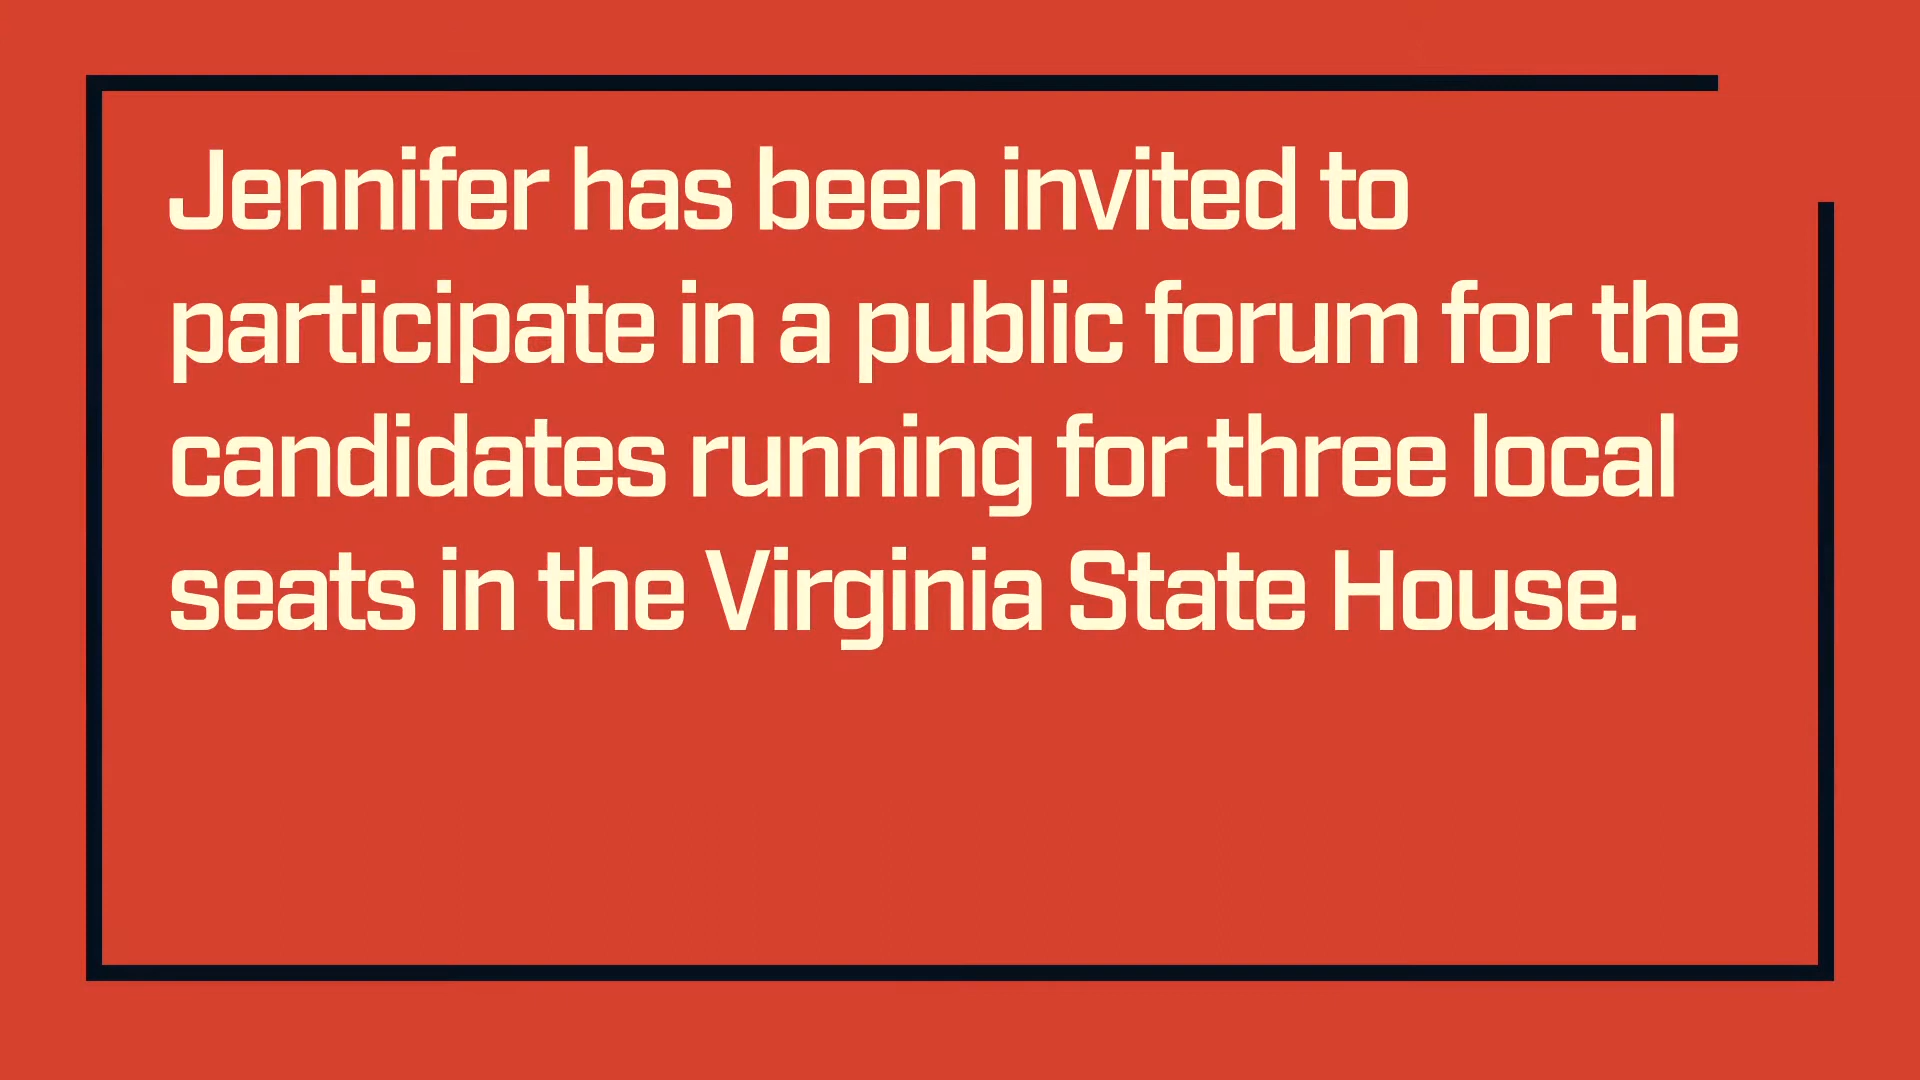 Jennifer has been invited to
participate in a public forum for the
candidates running for three local
seats in the Virginia State House.